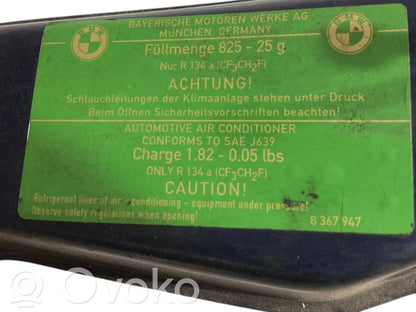 BAYERISCHE MOTOREN WERKE AG
MÜNCHEN, GERMANY
Füllmenge 825 - 25 g
Nur R 134 a (CF3CH2F)
ACHTUNG!
Schlauchleitungen der Klimaanlage stehen unter Druck
Beim Öffnen Sicherheitsvorschriften beachten!
AUTOMOTIVE AIR CONDITIONER
CONFORMS TO SAE J639
Charge 1,82 - 0,05 lbs
ONLY R 134 a (CF3CH2F)
CAUTION!
Refrigerant lines of air - conditioning - equipment under pressure!
Observe safety regulations when opening!
8 367 947
Ovoko